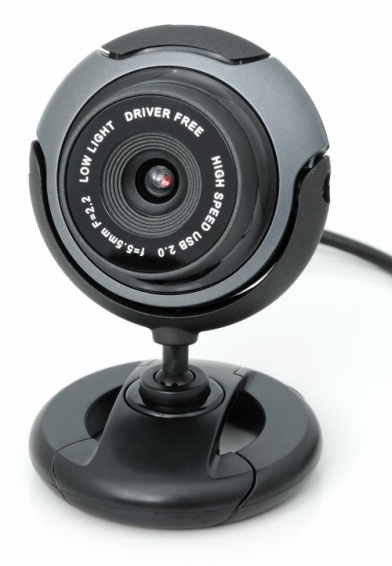 LOW LIGHT
DRIVER FREE
HIGH SPEED USB 2.0
f=5.5mm F=2.2